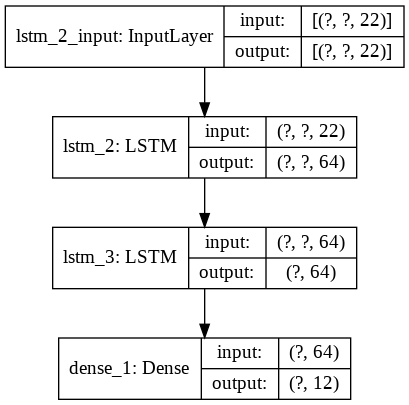 lstm_2_input: InputLayer input: [(?, ?, 22)]
output: [(?, ?, 22)]
lstm_2: LSTM input: (?, ?, 22)
output: (?, ?, 64)
lstm_3: LSTM input: (?, ?, 64)
output: (?, 64)
dense_1: Dense input: (?, 64)
output: (?, 12)